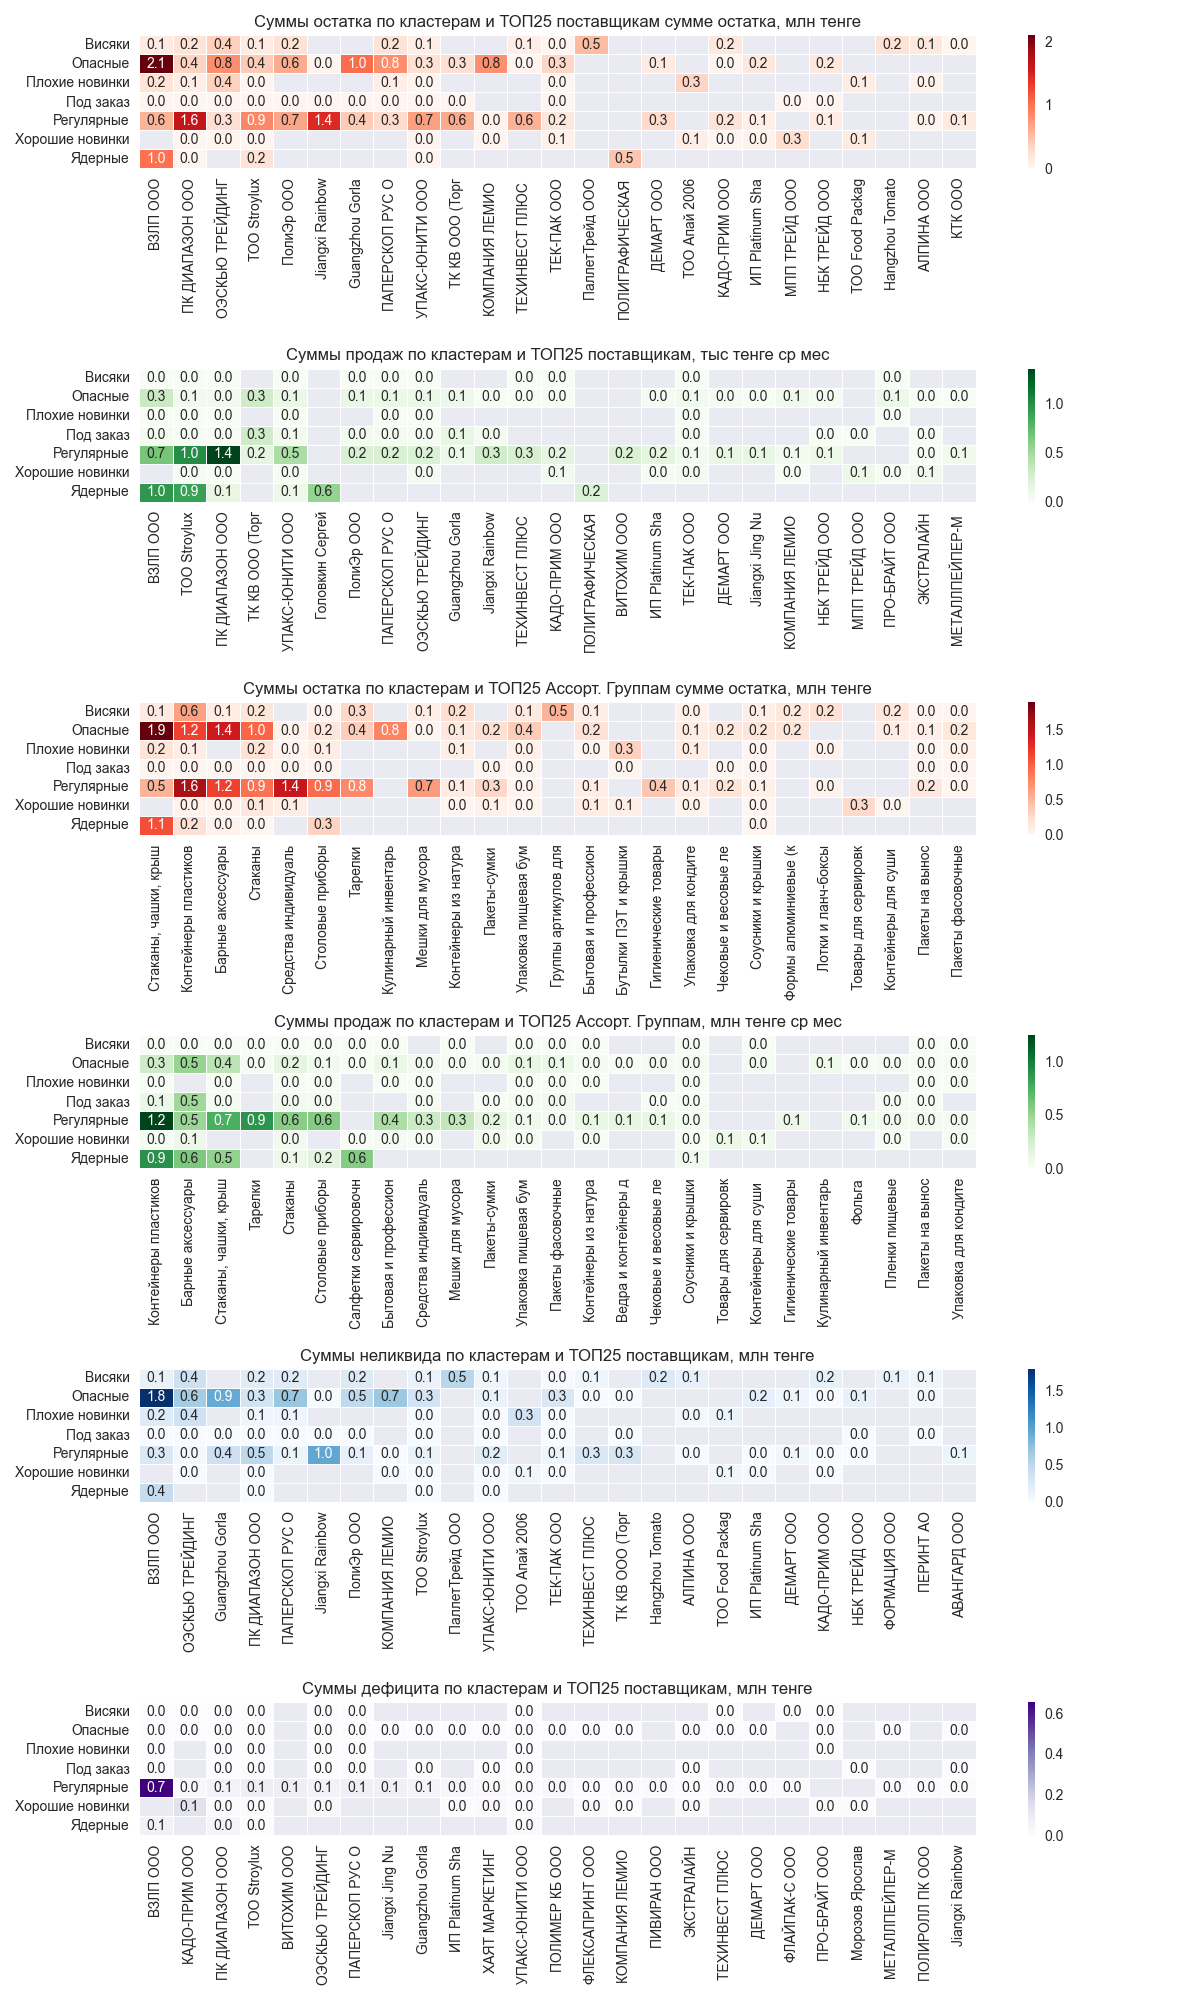 Суммы остатка по кластерам и ТОП25 поставщикам сумме остатка, млн тенге
Висяки 0.1 0.2 0.4 0.1 0.2 0.2 0.1 0.1 0.0 0.5 0.2 0.2 0.1 0.0
Опасные 2.1 0.4 0.8 0.4 0.6 0.0 1.0 0.8 0.3 0.3 0.8 0.0 0.3 0.1 0.0 0.2 0.2
Плохие новинки 0.2 0.1 0.4 0.0 0.1 0.0 0.0 0.3 0.1 0.0
Под заказ 0.0 0.0 0.0 0.0 0.0 0.0 0.0 0.0 0.0 0.0 0.0 0.0 0.0
Регулярные 0.6 1.6 0.3 0.9 0.7 1.4 0.4 0.3 0.7 0.6 0.0 0.6 0.2 0.3 0.2 0.1 0.1 0.0 0.1
Хорошие новинки 0.0 0.0 0.0 0.0 0.0 0.1 0.1 0.0 0.0 0.3 0.1
Ядерные 1.0 0.0 0.2 0.0 0.5
2
1
0
ВЗЛП ООО
ПК ДИАПАЗОН ООО
ОЭСКЬЮ ТРЕЙДИНГ
ТОО Stroylux
ПолиЭр ООО
Jiangxi Rainbow
Guangzhou Gorla
ПАПЕРСКОП РУС О
УПАКС-ЮНИТИ ООО
ТК КВ ООО (Торг
КОМПАНИЯ ЛЕМИО
ТЕХИНВЕСТ ПЛЮС
ТЕК-ПАК ООО
ПаллетТрейд ООО
ПОЛИГРАФИЧЕСКАЯ
ДЕМАРТ ООО
ТОО Апай 2006
КАДО-ПРИМ ООО
ИП Platinum Sha
МПП ТРЕЙД ООО
НБК ТРЕЙД ООО
ТОО Food Packag
Hangzhou Tomato
АЛПИНА ООО
КТК ООО
Суммы продаж по кластерам и ТОП25 поставщикам, тыс тенге ср мес
Висяки 0.0 0.0 0.0 0.0 0.0 0.0 0.0 0.0 0.0 0.0 0.0
Опасные 0.3 0.1 0.0 0.3 0.1 0.1 0.1 0.1 0.1 0.0 0.0 0.0 0.0 0.0 0.1 0.0 0.0 0.1 0.0 0.1 0.0 0.0
Плохие новинки 0.0 0.0 0.0 0.0 0.0 0.0 0.0 0.0
Под заказ 0.0 0.0 0.0 0.3 0.1 0.0 0.0 0.0 0.1 0.0 0.0 0.0 0.0 0.0
Регулярные 0.7 1.0 1.4 0.2 0.5 0.2 0.2 0.2 0.1 0.3 0.3 0.2 0.2 0.2 0.1 0.1 0.1 0.1 0.1 0.0 0.1
Хорошие новинки 0.0 0.0 0.0 0.0 0.1 0.0 0.0 0.0 0.1 0.0 0.1
Ядерные 1.0 0.9 0.1 0.1 0.6 0.2
1.0
0.5
0.0
ВЗЛП ООО
ТОО Stroylux
ПК ДИАПАЗОН ООО
ТК КВ ООО (Торг
УПАКС-ЮНИТИ ООО
Головкин Сергей
ПолиЭр ООО
ПАПЕРСКОП РУС О
ОЭСКЬЮ ТРЕЙДИНГ
Guangzhou Gorla
Jiangxi Rainbow
ТЕХИНВЕСТ ПЛЮС
КАДО-ПРИМ ООО
ПОЛИГРАФИЧЕСКАЯ
ВИТОХИМ ООО
ИП Platinum Sha
ТЕК-ПАК ООО
ДЕМАРТ ООО
Jiangxi Jing Nu
КОМПАНИЯ ЛЕМИО
НБК ТРЕЙД ООО
МПП ТРЕЙД ООО
ПРО-БРАЙТ ООО
ЭКСТРАЛАЙН
МЕТАЛЛПЕЙПЕР-М
Суммы остатка по кластерам и ТОП25 Ассорт. Группам сумме остатка, млн тенге
Висяки 0.1 0.6 0.1 0.2 0.0 0.3 0.1 0.2 0.1 0.5 0.1 0.0 0.1 0.2 0.2 0.2 0.0 0.0
Опасные 1.9 1.2 1.4 1.0 0.0 0.2 0.4 0.8 0.0 0.1 0.2 0.4 0.2 0.1 0.2 0.2 0.2 0.1 0.1 0.2
Плохие новинки 0.2 0.1 0.2 0.0 0.1 0.1 0.0 0.0 0.3 0.1 0.0 0.0 0.0 0.0
Под заказ 0.0 0.0 0.0 0.0 0.0 0.0 0.0 0.0 0.0 0.0 0.0 0.0 0.0
Регулярные 0.5 1.6 1.2 0.9 1.4 0.9 0.8 0.7 0.1 0.3 0.0 0.1 0.4 0.1 0.2 0.1 0.0 0.2 0.0
Хорошие новинки 0.0 0.0 0.1 0.1 0.0 0.1 0.0 0.1 0.1 0.0 0.0 0.3 0.0
Ядерные 1.1 0.2 0.0 0.0 0.3 0.0
1.5
1.0
0.5
0.0
Стаканы, чашки, крыш
Контейнеры пластиков
Барные аксессуары
Стаканы
Средства индивидуаль
Столовые приборы
Тарелки
Кулинарный инвентарь
Мешки для мусора
Контейнеры из натура
Пакеты-сумки
Упаковка пищевая бум
Группы артикулов для
Бытовая и профессион
Бутылки ПЭТ и крышки
Гигиенические товары
Упаковка для кондите
Чековые и весовые ле
Соусники и крышки
Формы алюминиевые (к
Лотки и ланч-боксы
Товары для сервировк
Контейнеры для суши
Пакеты на вынос
Пакеты фасовочные
Суммы продаж по кластерам и ТОП25 Ассорт. Группам, млн тенге ср мес
Висяки 0.0 0.0 0.0 0.0 0.0 0.0 0.0 0.0 0.0 0.0 0.0 0.0 0.0 0.0 0.0 0.0
Опасные 0.3 0.5 0.4 0.0 0.2 0.1 0.0 0.1 0.0 0.0 0.0 0.1 0.1 0.0 0.0 0.0 0.0 0.0 0.1 0.0 0.0 0.0 0.0
Плохие новинки 0.0 0.0 0.0 0.0 0.0 0.0 0.0 0.0 0.0 0.0 0.0
Под заказ 0.1 0.5 0.0 0.0 0.0 0.0 0.0 0.0 0.0 0.0 0.0 0.0 0.0 0.0 0.0
Регулярные 1.2 0.5 0.7 0.9 0.6 0.6 0.4 0.3 0.3 0.2 0.1 0.0 0.1 0.1 0.1 0.0 0.1 0.1 0.0 0.0 0.0
Хорошие новинки 0.0 0.1 0.0 0.0 0.0 0.0 0.0 0.0 0.0 0.0 0.1 0.1 0.0 0.0
Ядерные 0.9 0.6 0.5 0.1 0.2 0.6 0.1
1.0
0.5
0.0
Контейнеры пластиков
Барные аксессуары
Стаканы, чашки, крыш
Тарелки
Стаканы
Столовые приборы
Салфетки сервировочн
Бытовая и профессион
Средства индивидуаль
Мешки для мусора
Пакеты-сумки
Упаковка пищевая бум
Пакеты фасовочные
Контейнеры из натура
Ведра и контейнеры д
Чековые и весовые ле
Соусники и крышки
Товары для сервировк
Контейнеры для суши
Гигиенические товары
Кулинарный инвентарь
Фольга
Пленки пищевые
Пакеты на вынос
Упаковка для кондите
Суммы неликвида по кластерам и ТОП25 поставщикам, млн тенге
Висяки 0.1 0.4 0.2 0.2 0.2 0.1 0.5 0.1 0.0 0.1 0.2 0.1 0.2 0.1 0.1
Опасные 1.8 0.6 0.9 0.3 0.7 0.0 0.5 0.7 0.3 0.1 0.3 0.0 0.0 0.2 0.1 0.0 0.1 0.0
Плохие новинки 0.2 0.4 0.1 0.1 0.0 0.0 0.3 0.0 0.0 0.1
Под заказ 0.0 0.0 0.0 0.0 0.0 0.0 0.0 0.0 0.0 0.0 0.0 0.0 0.0 0.0
Регулярные 0.3 0.0 0.4 0.5 0.1 1.0 0.1 0.0 0.1 0.2 0.1 0.3 0.3 0.0 0.0 0.1 0.0 0.0 0.1
Хорошие новинки 0.0 0.0 0.0 0.0 0.0 0.1 0.0 0.1 0.0 0.0
Ядерные 0.4 0.0 0.0 0.0
1.5
1.0
0.5
0.0
ВЗЛП ООО
ОЭСКЬЮ ТРЕЙДИНГ
Guangzhou Gorla
ПК ДИАПАЗОН ООО
ПАПЕРСКОП РУС О
Jiangxi Rainbow
ПолиЭр ООО
КОМПАНИЯ ЛЕМИО
ТОО Stroylux
ПаллетТрейд ООО
УПАКС-ЮНИТИ ООО
ТОО Апай 2006
ТЕК-ПАК ООО
ТЕХИНВЕСТ ПЛЮС
ТК КВ ООО (Торг
Hangzhou Tomato
АЛПИНА ООО
ТОО Food Packag
ИП Platinum Sha
ДЕМАРТ ООО
КАДО-ПРИМ ООО
НБК ТРЕЙД ООО
ФОРМАЦИЯ ООО
ПЕРИНТ АО
АВАНГАРД ООО
Суммы дефицита по кластерам и ТОП25 поставщикам, млн тенге
Висяки 0.0 0.0 0.0 0.0 0.0 0.0 0.0 0.0 0.0 0.0
Опасные 0.0 0.0 0.0 0.0 0.0 0.0 0.0 0.0 0.0 0.0 0.0 0.0 0.0 0.0 0.0 0.0 0.0 0.0 0.0 0.0 0.0
Плохие новинки 0.0 0.0 0.0 0.0 0.0 0.0 0.0
Под заказ 0.0 0.0 0.0 0.0 0.0 0.0 0.0 0.0 0.0 0.0 0.0
Регулярные 0.7 0.0 0.1 0.1 0.1 0.1 0.1 0.1 0.1 0.0 0.0 0.0 0.0 0.0 0.0 0.0 0.0 0.0 0.0 0.0 0.0 0.0 0.0 0.0
Хорошие новинки 0.1 0.0 0.0 0.0 0.0 0.0 0.0 0.0 0.0 0.0 0.0 0.0
Ядерные 0.1 0.0 0.0 0.0
0.6
0.4
0.2
0.0
ВЗЛП ООО
КАДО-ПРИМ ООО
ПК ДИАПАЗОН ООО
ТОО Stroylux
ВИТОХИМ ООО
ОЭСКЬЮ ТРЕЙДИНГ
ПАПЕРСКОП РУС О
Jiangxi Jing Nu
Guangzhou Gorla
ИП Platinum Sha
ХАЯТ МАРКЕТИНГ
УПАКС-ЮНИТИ ООО
ПОЛИМЕР КБ ООО
ФЛЕКСАПРИНТ ООО
КОМПАНИЯ ЛЕМИО
ПИВИРАН ООО
ЭКСТРАЛАЙН
ТЕХИНВЕСТ ПЛЮС
ДЕМАРТ ООО
ФЛАЙПАК-С ООО
ПРО-БРАЙТ ООО
Морозов Ярослав
МЕТАЛЛПЕЙПЕР-М
ПОЛИРОЛЛ ПК ООО
Jiangxi Rainbow